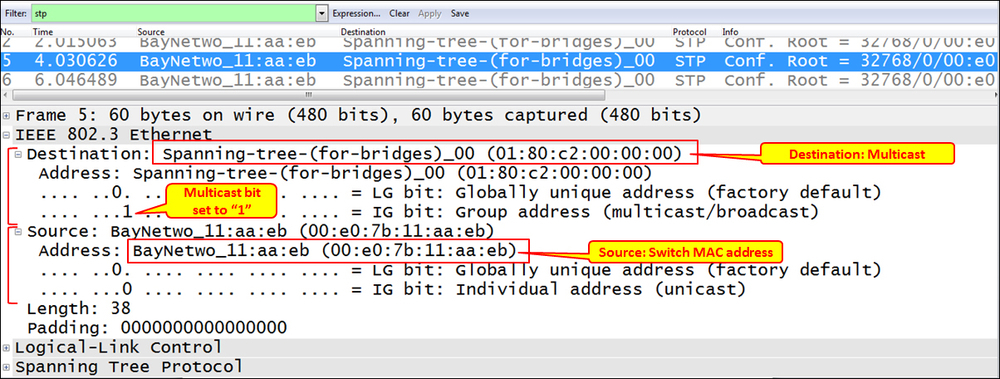 Filter: stp Expression... Clear Apply Save
No. Time Source Destination Protocol Info
2 2.015063 BayNetwo_11:aa:eb Spanning-tree-(for-bridges)_00 STP Conf. Root = 32768/0/00:e0
5 4.030626 BayNetwo_11:aa:eb Spanning-tree-(for-bridges)_00 STP Conf. Root = 32768/0/00:e0
6 6.046489 BayNetwo_11:aa:eb Spanning-tree-(for-bridges)_00 STP Conf. Root = 32768/0/00:e0
Frame 5: 60 bytes on wire (480 bits), 60 bytes captured (480 bits)
IEEE 802.3 Ethernet
Destination: Spanning-tree-(for-bridges)_00 (01:80:c2:00:00:00)
Destination: Multicast
Address: Spanning-tree-(for-bridges)_00 (01:80:c2:00:00:00)
.... ..0. .... .... .... = LG bit: Globally unique address (factory default)
Multicast bit
set to “1”
.... ...1 .... .... .... = IG bit: Group address (multicast/broadcast)
Source: BayNetwo_11:aa:eb (00:e0:7b:11:aa:eb)
Address: BayNetwo_11:aa:eb (00:e0:7b:11:aa:eb)
Source: Switch MAC address
.... ..0. .... .... .... .... = LG bit: Globally unique address (factory default)
.... ...0 .... .... .... .... = IG bit: Individual address (unicast)
Length: 38
Padding: 0000000000000000
Logical-Link Control
Spanning Tree Protocol